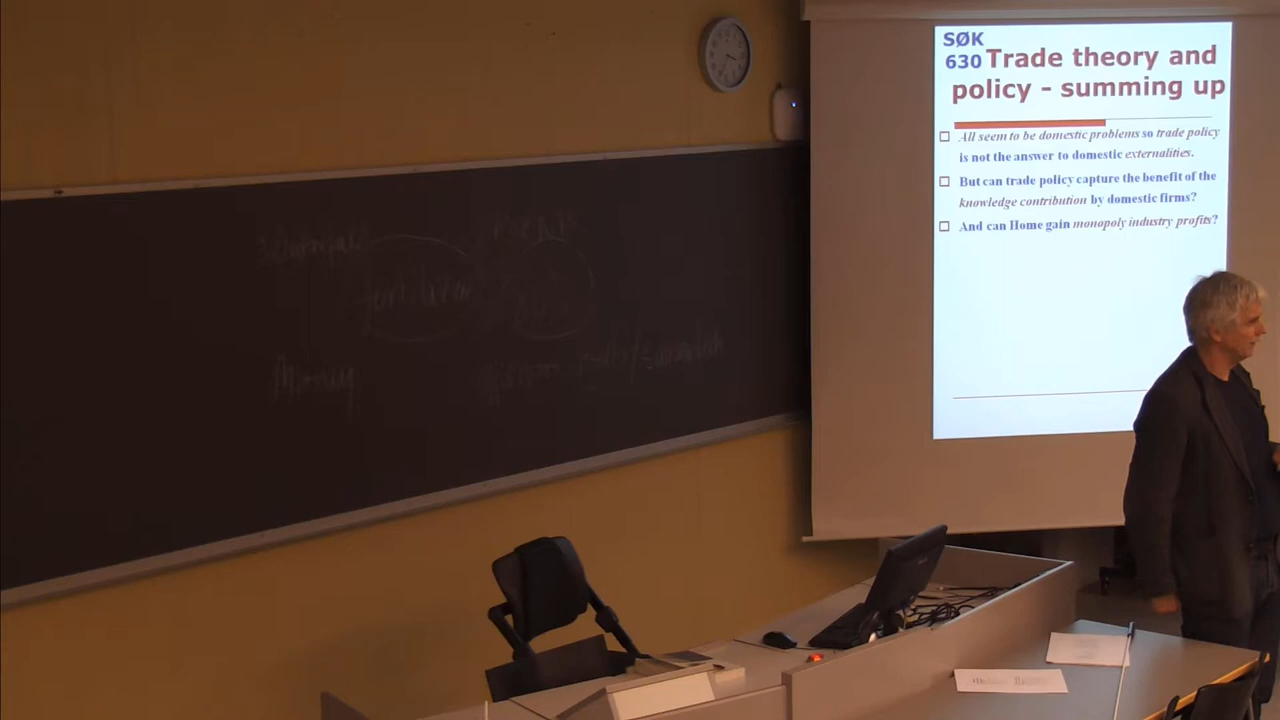 SØK
630 Trade theory and
policy - summing up
All seem to be domestic problems so trade policy
is not the answer to domestic externalities.
But can trade policy capture the benefit of the
knowledge contribution by domestic firms?
And can Home gain monopoly industry profits?
Money